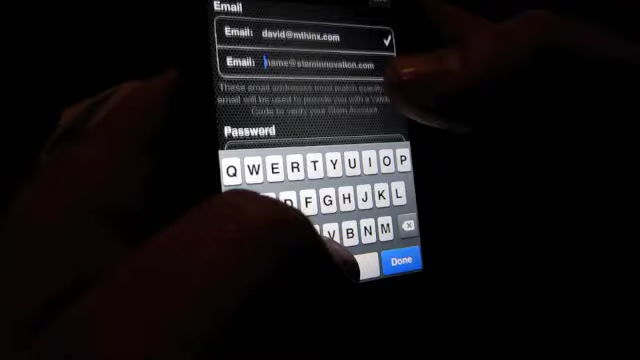 Email
Email: david@mthinx.com
Email: name@steminnovation.com
These email addresses must match exactly
email will be used to provide you with a
Code to verify your Stem Account
Password
Q W E R T Y U I O P
D F G H J K L
V B N M
Done